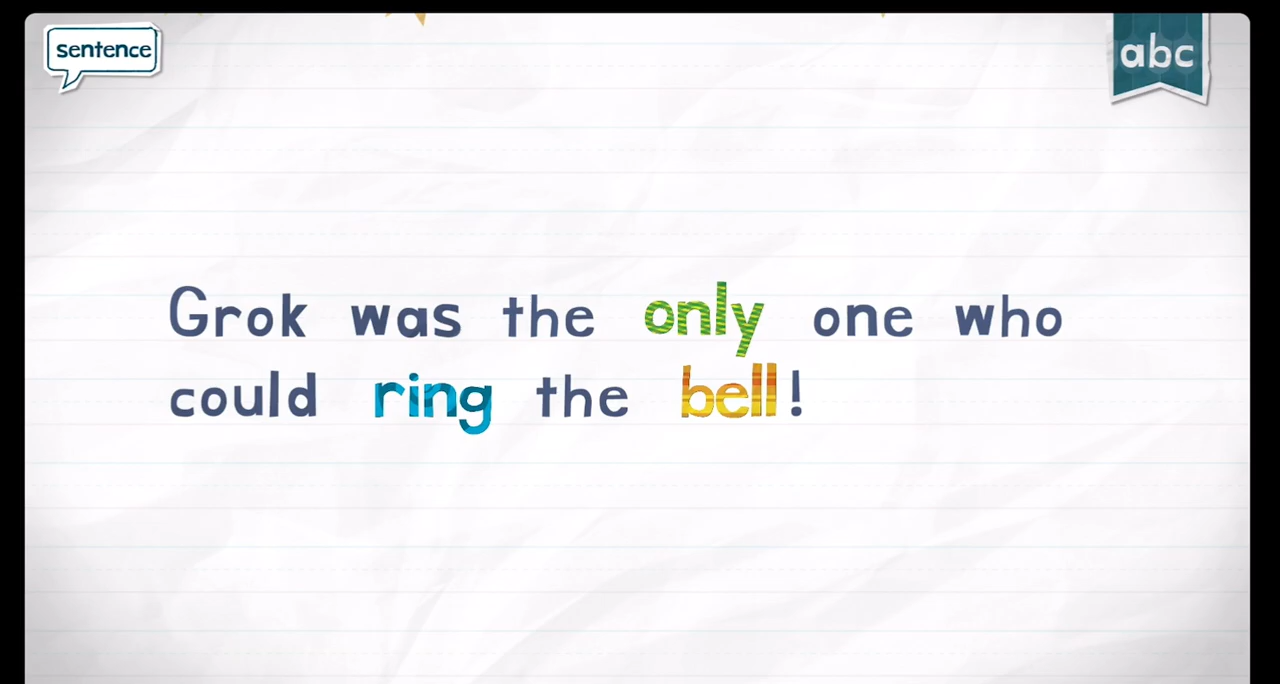 sentence
abc
Grok was the only one who
could ring the bell!